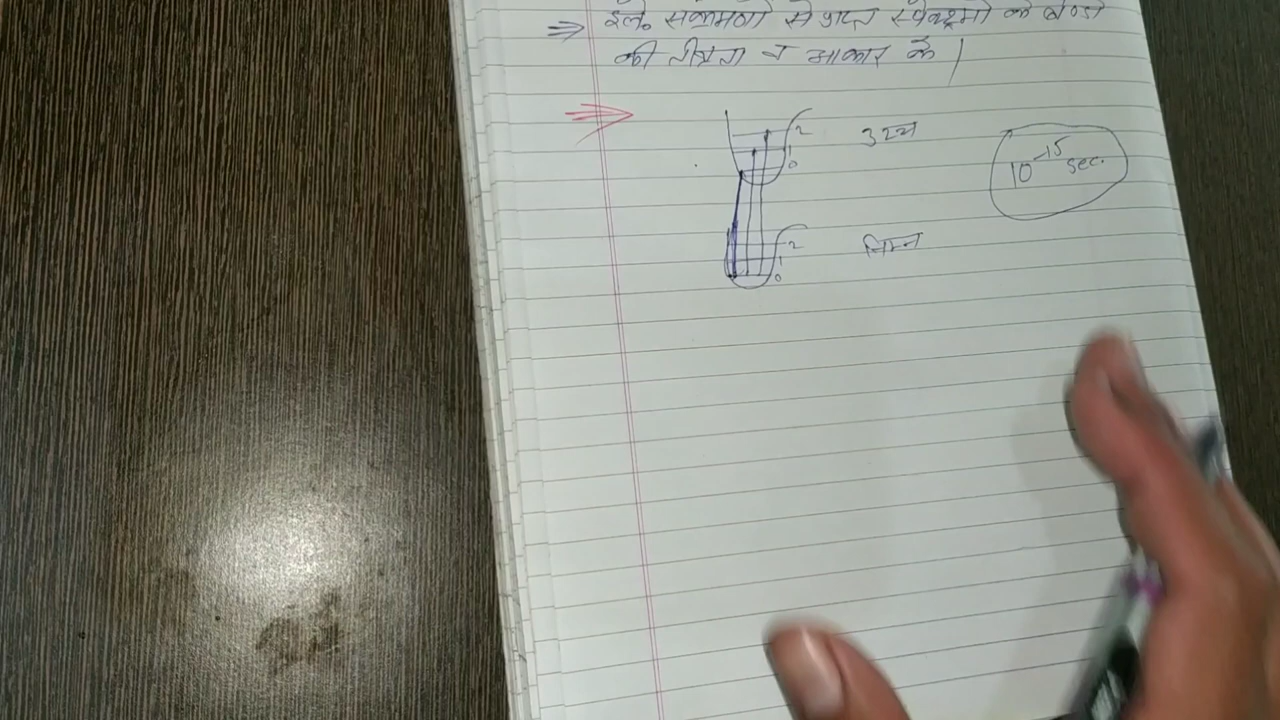 ⇒ इले० संक्रमणों से प्राप्त स्पेक्ट्रमों के बैण्डों
की तीव्रता व आकार के |
2
1
0
उच्च
10⁻¹⁵ sec.
2
1
0
निम्न